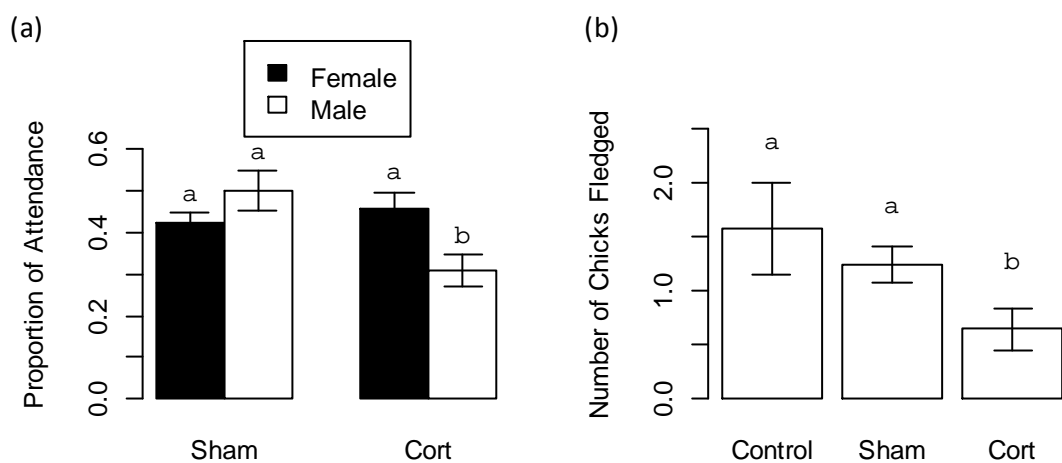 (a)
Female
Male
Proportion of Attendance
0.6
0.4
0.2
0.0
a
a
a
b
Sham
Cort
(b)
Number of Chicks Fledged
2.0
1.0
0.0
a
a
b
Control
Sham
Cort